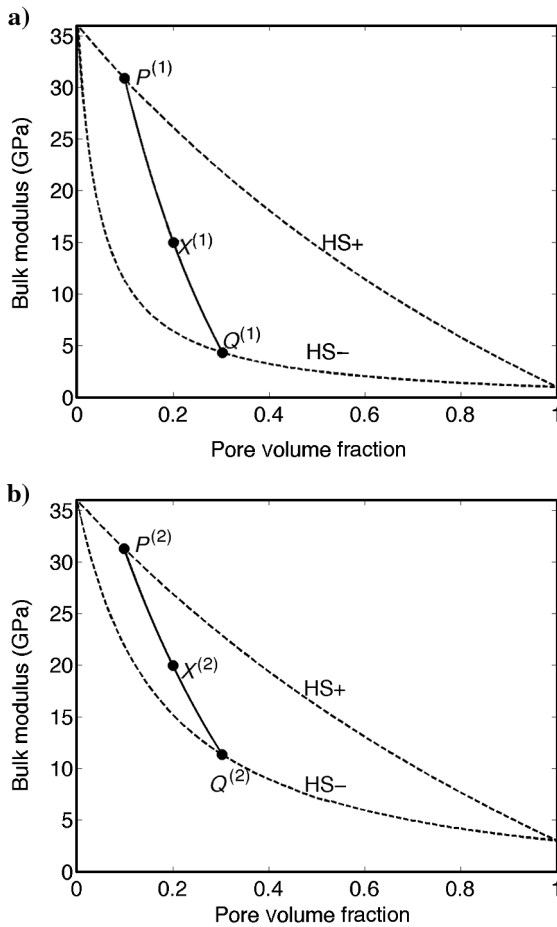 a)
35
30
25
20
15
10
5
0
Bulk modulus (GPa)
P(1)
X(1)
Q(1)
HS+
HS−
0 0.2 0.4 0.6 0.8 1
Pore volume fraction
b)
35
30
25
20
15
10
5
0
Bulk modulus (GPa)
P(2)
X(2)
Q(2)
HS+
HS−
0 0.2 0.4 0.6 0.8 1
Pore volume fraction